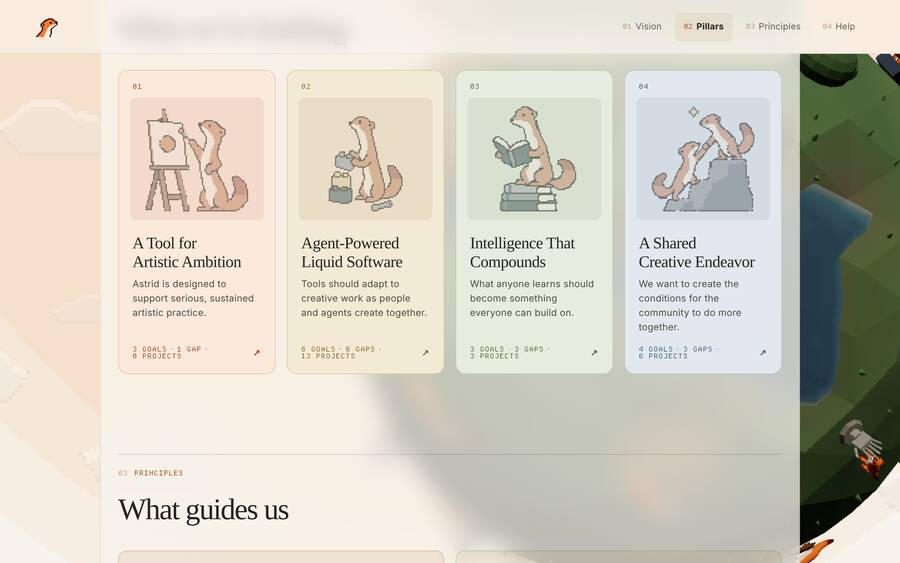 01 Vision
02 Pillars
03 Principles
04 Help
01
A Tool for
Artistic Ambition
Astrid is designed to
support serious, sustained
artistic practice.
3 GOALS · 1 GAP ·
0 PROJECTS
↗
02
Agent-Powered
Liquid Software
Tools should adapt to
creative work as people
and agents create together.
6 GOALS · 6 GAPS ·
13 PROJECTS
↗
03
Intelligence That
Compounds
What anyone learns should
become something
everyone can build on.
3 GOALS · 3 GAPS ·
3 PROJECTS
↗
04
A Shared
Creative Endeavor
We want to create the
conditions for the
community to do more
together.
4 GOALS · 3 GAPS ·
6 PROJECTS
↗
03 PRINCIPLES
What guides us